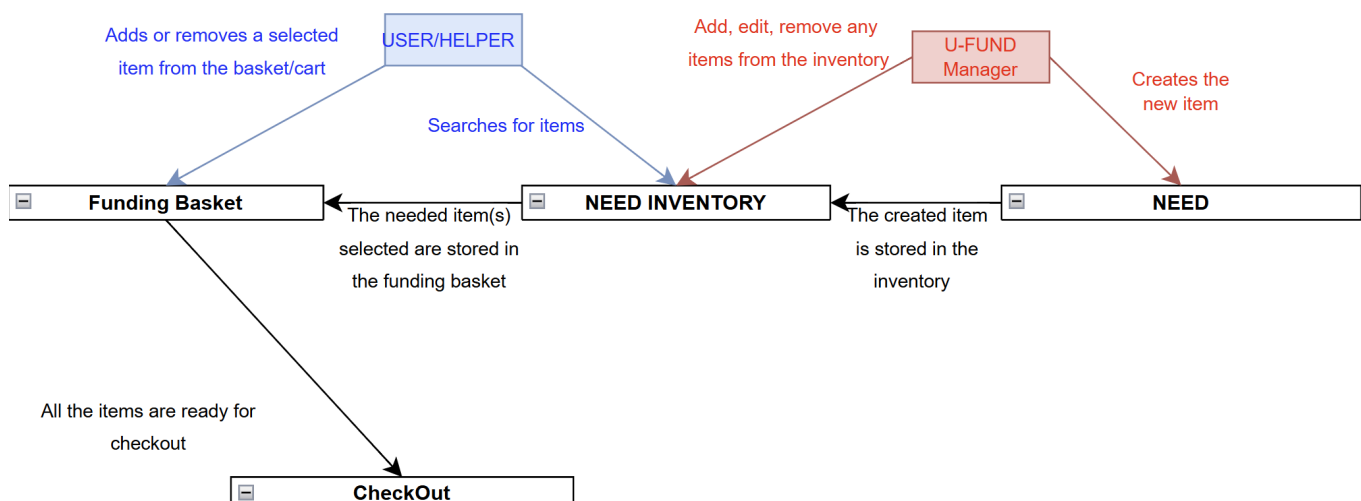 Adds or removes a selected
item from the basket/cart
USER/HELPER
Searches for items
Add, edit, remove any
items from the inventory
U-FUND
Manager
Creates the
new item
Funding Basket
NEED INVENTORY
NEED
The needed item(s)
selected are stored in
the funding basket
The created item
is stored in the
inventory
All the items are ready for
checkout
CheckOut